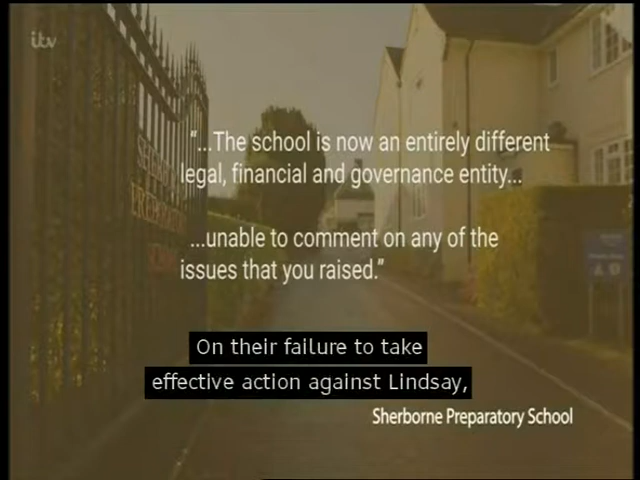 itv
"...The school is now an entirely different
legal, financial and governance entity...
...unable to comment on any of the
issues that you raised."
On their failure to take
effective action against Lindsay,
Sherborne Preparatory School